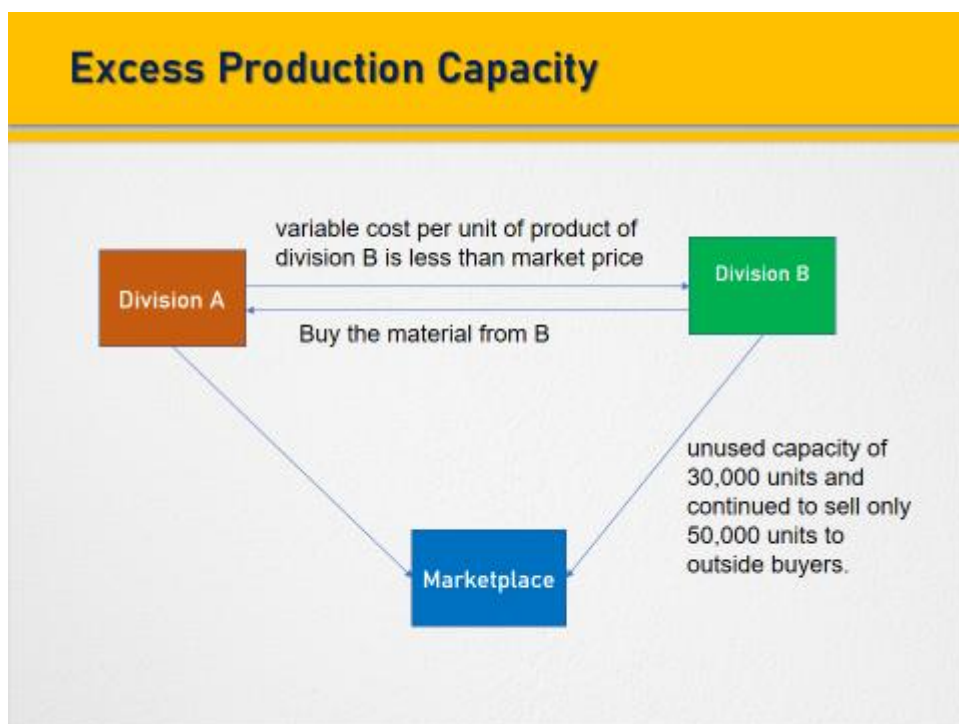 Excess Production Capacity
variable cost per unit of product of
division B is less than market price
Division A
Division B
Buy the material from B
unused capacity of
30,000 units and
continued to sell only
50,000 units to
outside buyers.
Marketplace